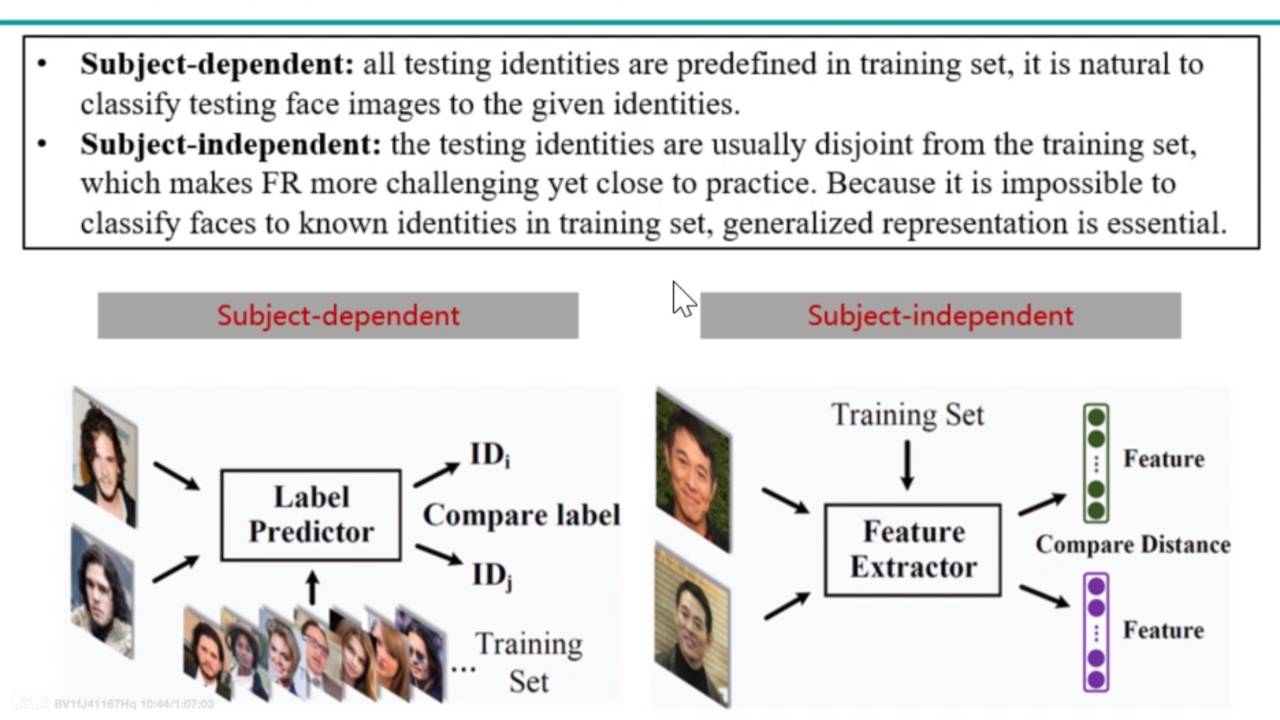 • Subject-dependent: all testing identities are predefined in training set, it is natural to
classify testing face images to the given identities.
• Subject-independent: the testing identities are usually disjoint from the training set,
which makes FR more challenging yet close to practice. Because it is impossible to
classify faces to known identities in training set, generalized representation is essential.
Subject-dependent
Subject-independent
Label
Predictor
IDi
Compare label
IDj
... Training
Set
Training Set
Feature
Extractor
Feature
Compare Distance
Feature
10:44/1:07:03